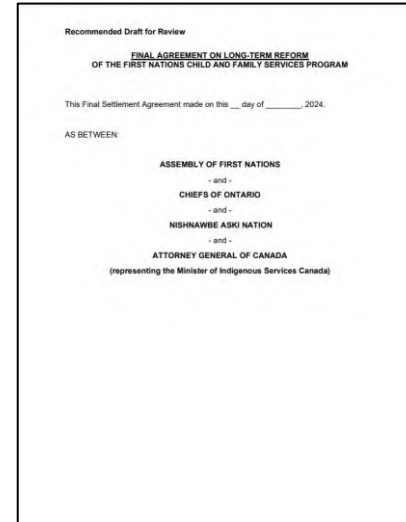 Recommended Draft for Review
FINAL AGREEMENT ON LONG-TERM REFORM
OF THE FIRST NATIONS CHILD AND FAMILY SERVICES PROGRAM
This Final Settlement Agreement made on this __ day of ________, 2024.
AS BETWEEN:
ASSEMBLY OF FIRST NATIONS
- and -
CHIEFS OF ONTARIO
- and -
NISHNAWBE ASKI NATION
- and -
ATTORNEY GENERAL OF CANADA
(representing the Minister of Indigenous Services Canada)